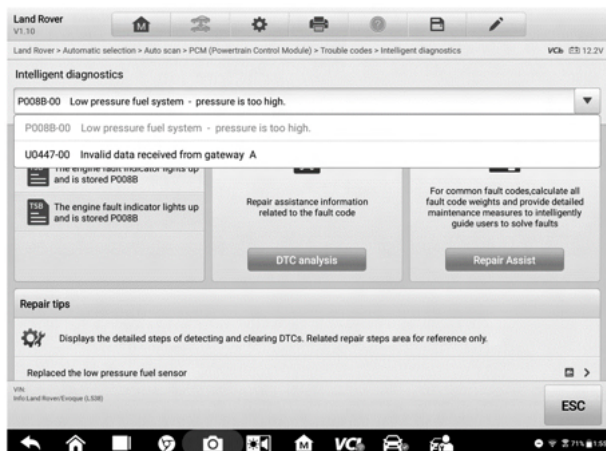 Land Rover
V1.10
Land Rover > Automatic selection > Auto scan > PCM (Powertrain Control Module) > Trouble codes > Intelligent diagnostics
VCI 12.2V
Intelligent diagnostics
P008B-00 Low pressure fuel system - pressure is too high.
P008B-00 Low pressure fuel system - pressure is too high.
U0447-00 Invalid data received from gateway A
TSB The engine fault indicator lights up
and is stored P008B
TSB The engine fault indicator lights up
and is stored P008B
Repair assistance information
related to the fault code
DTC analysis
For common fault codes,calculate all
fault code weights and provide detailed
maintenance measures to intelligently
guide users to solve faults
Repair Assist
Repair tips
Displays the detailed steps of detecting and clearing DTCs. Related repair steps area for reference only.
Replaced the low pressure fuel sensor
VIN:
Info:Land Rover/Evoque (L538)
ESC
M VCI 71% 1:55